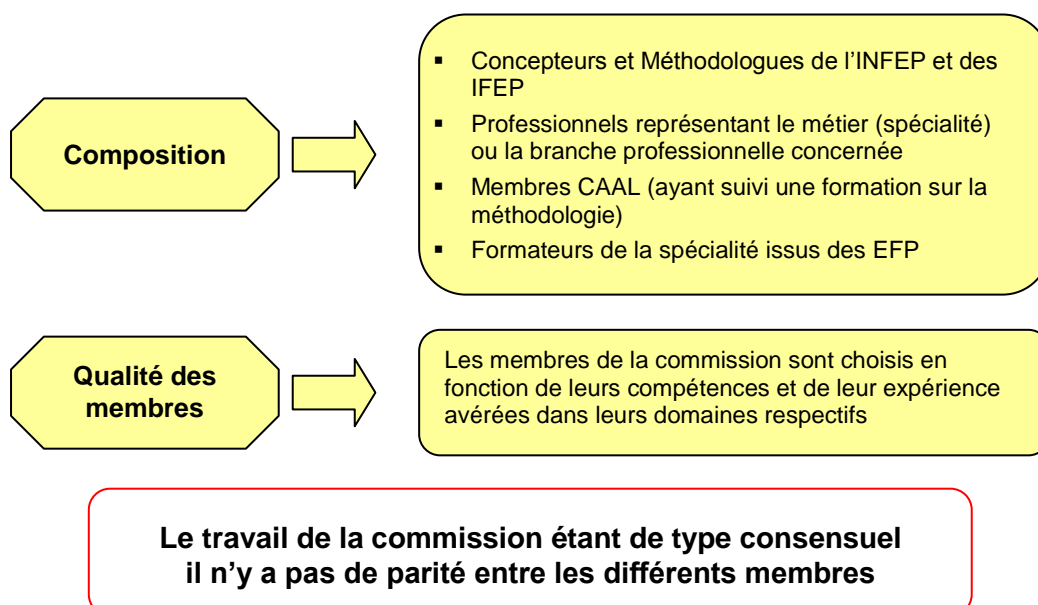 Composition
▪ Concepteurs et Méthodologues de l’INFEP et des
IFEP
▪ Professionnels représentant le métier (spécialité)
ou la branche professionnelle concernée
▪ Membres CAAL (ayant suivi une formation sur la
méthodologie)
▪ Formateurs de la spécialité issus des EFP
Qualité des
membres
Les membres de la commission sont choisis en
fonction de leurs compétences et de leur expérience
avérées dans leurs domaines respectifs
Le travail de la commission étant de type consensuel
il n'y a pas de parité entre les différents membres